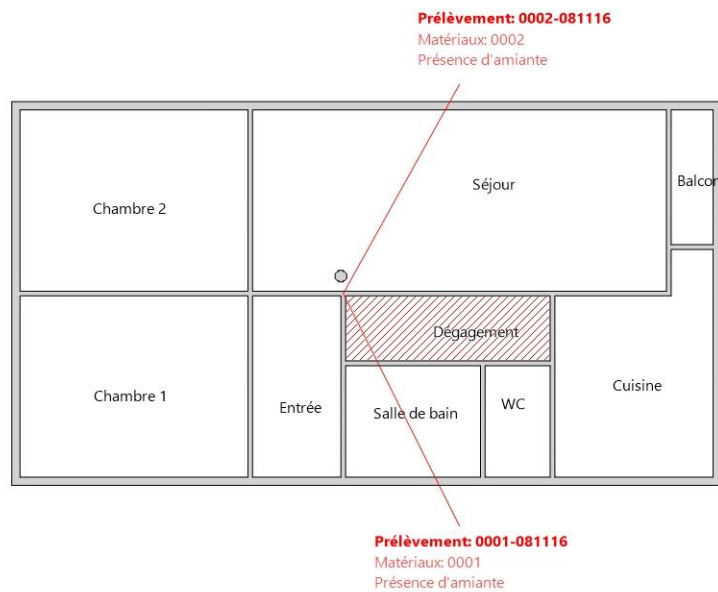 Prélèvement: 0002-081116
Matériaux: 0002
Présence d'amiante
Séjour
Balcon
Chambre 2
Dégagement
Chambre 1
Entrée
Salle de bain
WC
Cuisine
Prélèvement: 0001-081116
Matériaux: 0001
Présence d'amiante